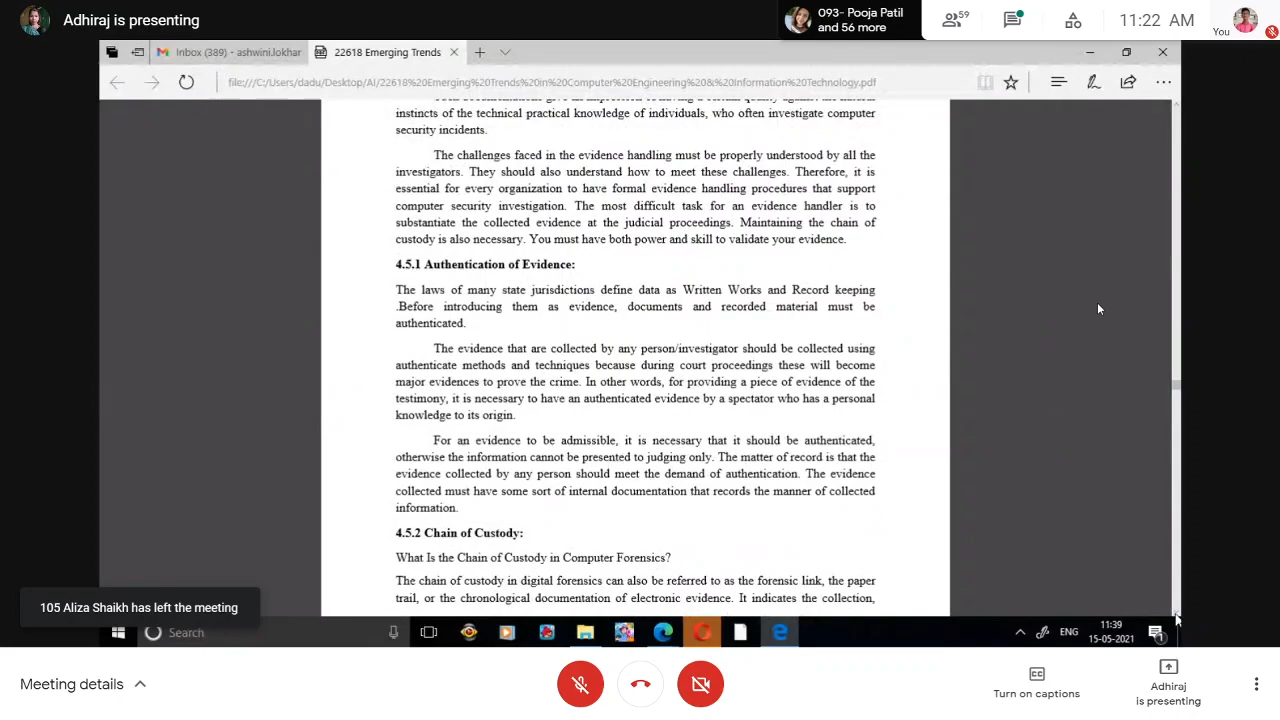 Adhiraj is presenting
093- Pooja Patil
and 56 more
59
11:22 AM
You
Inbox (389) - ashwini.lokhar
22618 Emerging Trends
file:///C:/Users/dadu/Desktop/AI/22618%20Emerging%20Trends%20in%20Computer%20Engineering%20&%20Information%20Technology.pdf
instincts of the technical practical knowledge of individuals, who often investigate computer
security incidents.
The challenges faced in the evidence handling must be properly understood by all the
investigators. They should also understand how to meet these challenges. Therefore, it is
essential for every organization to have formal evidence handling procedures that support
computer security investigation. The most difficult task for an evidence handler is to
substantiate the collected evidence at the judicial proceedings. Maintaining the chain of
custody is also necessary. You must have both power and skill to validate your evidence.
4.5.1 Authentication of Evidence:
The laws of many state jurisdictions define data as Written Works and Record keeping
.Before introducing them as evidence, documents and recorded material must be
authenticated.
The evidence that are collected by any person/investigator should be collected using
authenticate methods and techniques because during court proceedings these will become
major evidences to prove the crime. In other words, for providing a piece of evidence of the
testimony, it is necessary to have an authenticated evidence by a spectator who has a personal
knowledge to its origin.
For an evidence to be admissible, it is necessary that it should be authenticated,
otherwise the information cannot be presented to judging only. The matter of record is that the
evidence collected by any person should meet the demand of authentication. The evidence
collected must have some sort of internal documentation that records the manner of collected
information.
4.5.2 Chain of Custody:
What Is the Chain of Custody in Computer Forensics?
The chain of custody in digital forensics can also be referred to as the forensic link, the paper
trail, or the chronological documentation of electronic evidence. It indicates the collection,
105 Aliza Shaikh has left the meeting
Search
ENG
11:39
15-05-2021
1
Meeting details
Turn on captions
Adhiraj
is presenting